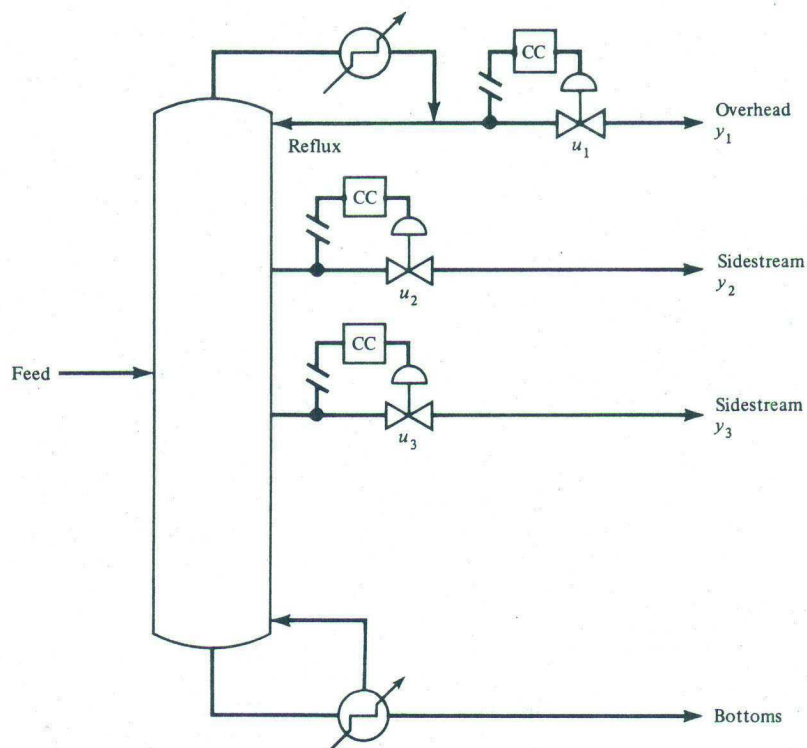 CC
Overhead
y1
Reflux
u1
CC
Sidestream
y2
u2
CC
Feed
Sidestream
y3
u3
Bottoms